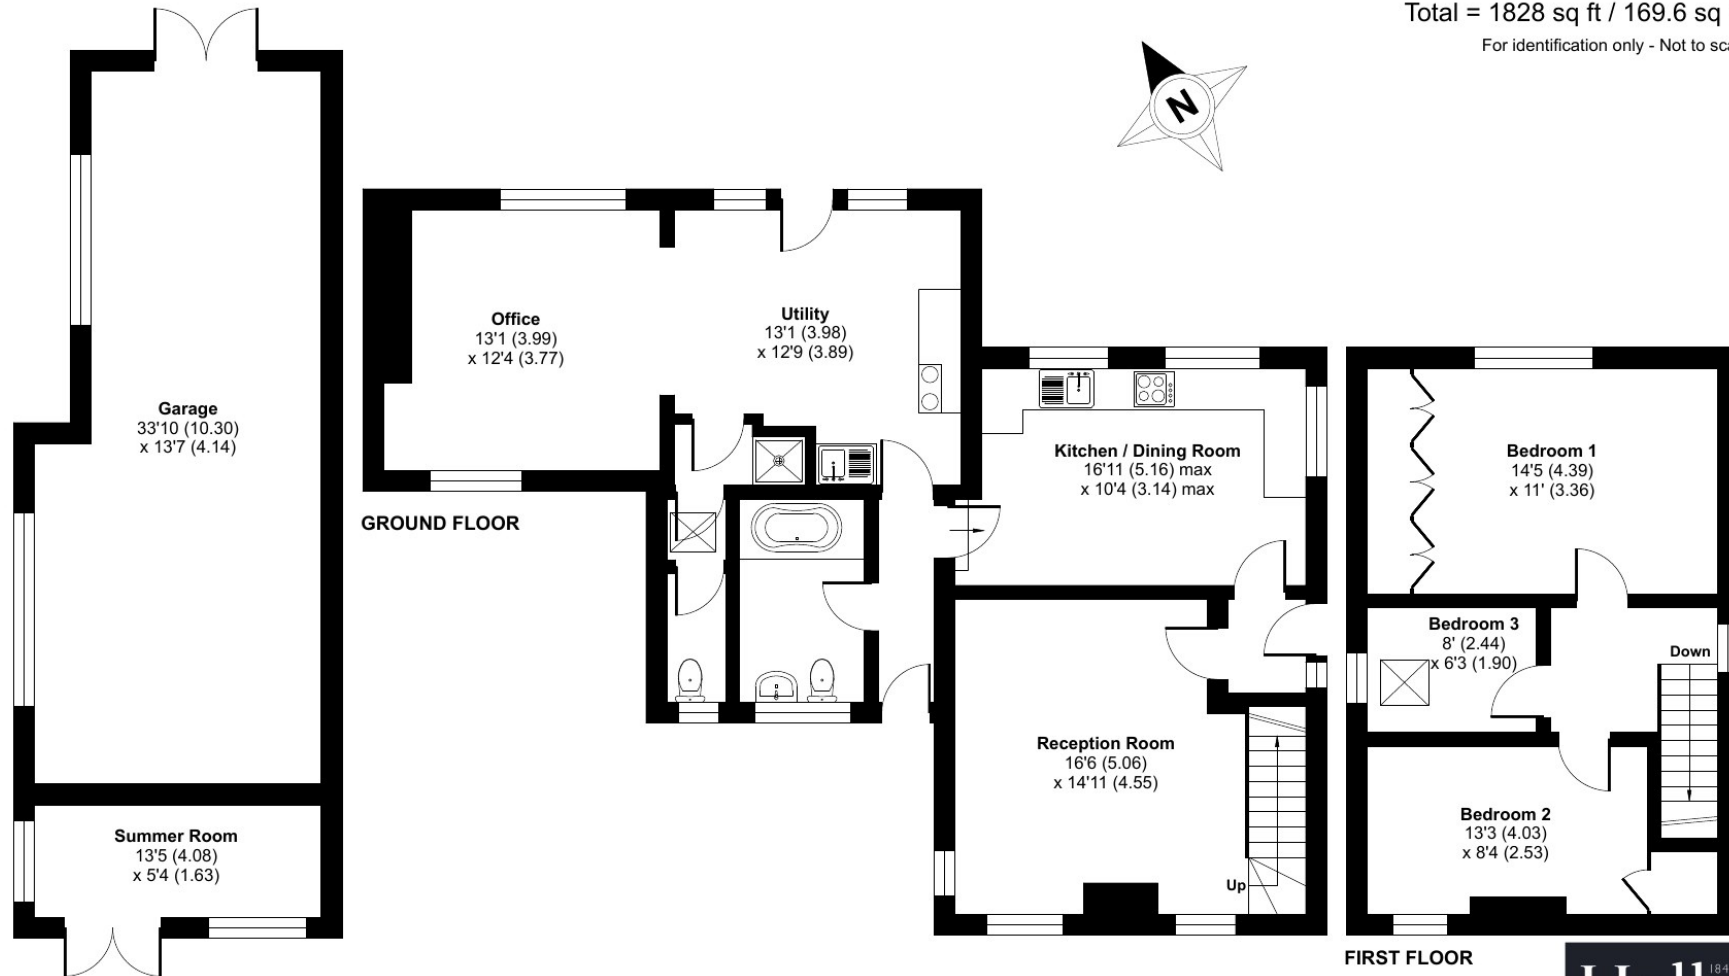 Total = 1828 sq ft / 169.6 sq
For identification only - Not to sca
N
Garage
33'10 (10.30)
x 13'7 (4.14)
Summer Room
13'5 (4.08)
x 5'4 (1.63)
Office
13'1 (3.99)
x 12'4 (3.77)
Utility
13'1 (3.98)
x 12'9 (3.89)
GROUND FLOOR
Kitchen / Dining Room
16'11 (5.16) max
x 10'4 (3.14) max
Reception Room
16'6 (5.06)
x 14'11 (4.55)
Up
Bedroom 1
14'5 (4.39)
x 11' (3.36)
Bedroom 3
8' (2.44)
x 6'3 (1.90)
Down
Bedroom 2
13'3 (4.03)
x 8'4 (2.53)
FIRST FLOOR